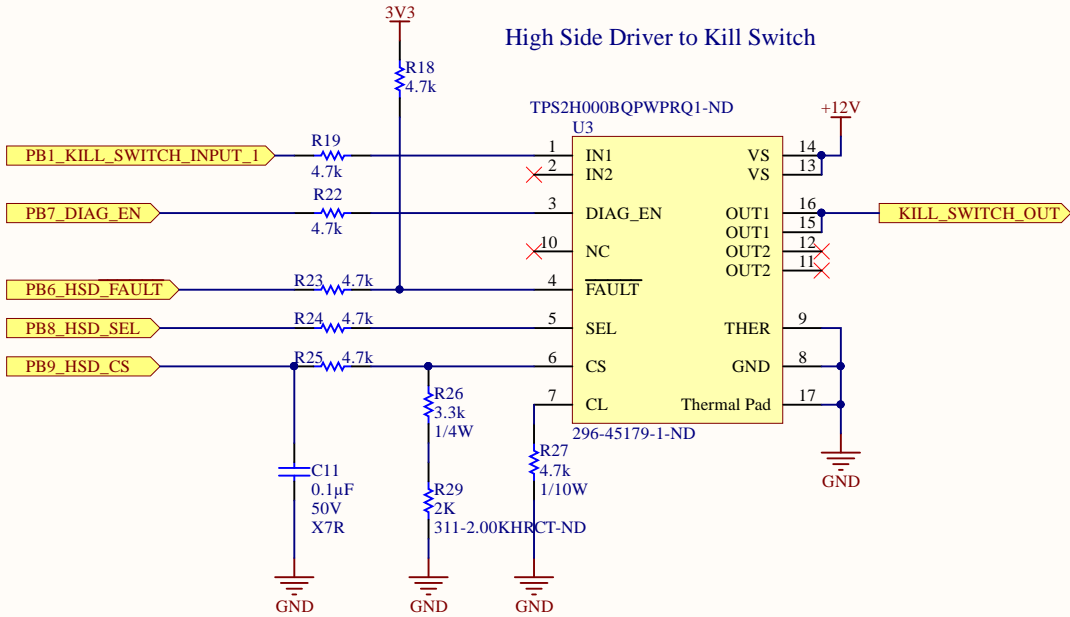 3V3
High Side Driver to Kill Switch
R18
4.7k
TPS2H000BQPWPRQ1-ND
+12V
U3
PB1_KILL_SWITCH_INPUT_1
R19
4.7k
1
IN1
VS
14
2
IN2
VS
13
PB7_DIAG_EN
R22
4.7k
3
DIAG_EN
OUT1
16
KILL_SWITCH_OUT
OUT1
15
10
NC
OUT2
12
OUT2
11
PB6_HSD_FAULT
R23
4.7k
4
FAULT
PB8_HSD_SEL
R24
4.7k
5
SEL
THER
9
PB9_HSD_CS
R25
4.7k
6
CS
GND
8
R26
3.3k
1/4W
7
CL
Thermal Pad
17
296-45179-1-ND
R27
4.7k
1/10W
C11
0.1µF
50V
X7R
R29
2K
311-2.00KHRCT-ND
GND
GND
GND
GND